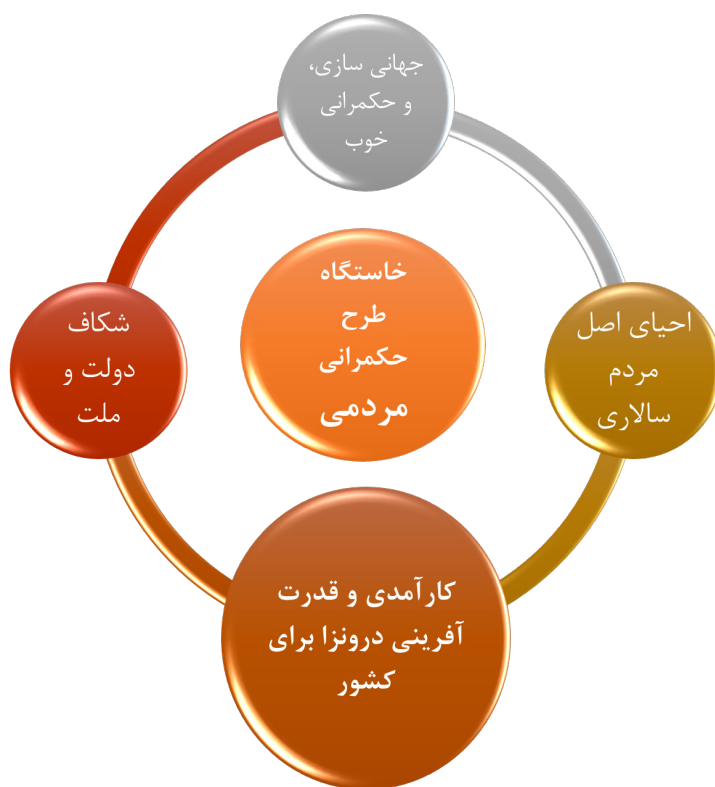 جهانی سازی،
و حکمرانی
خوب
خاستگاه
طرح
حکمرانی
مردمی
احیای اصل
مردم
سالاری
شکاف
دولت و
ملت
کارآمدی و قدرت
آفرینی درونزا برای
کشور